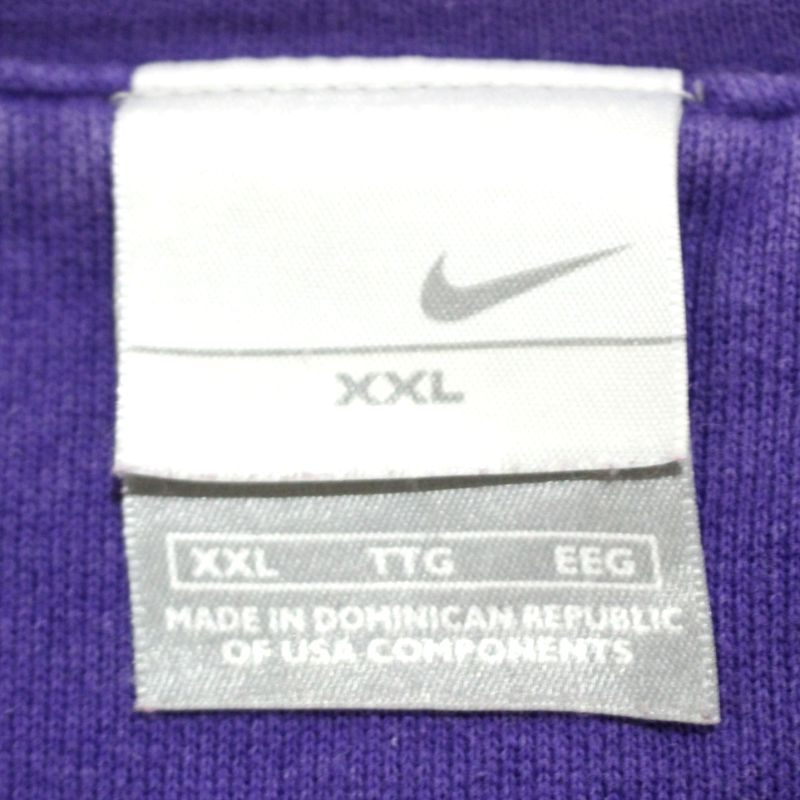 XXL
XXL TTG EEG
MADE IN DOMINICAN REPUBLIC
OF USA COMPONENTS